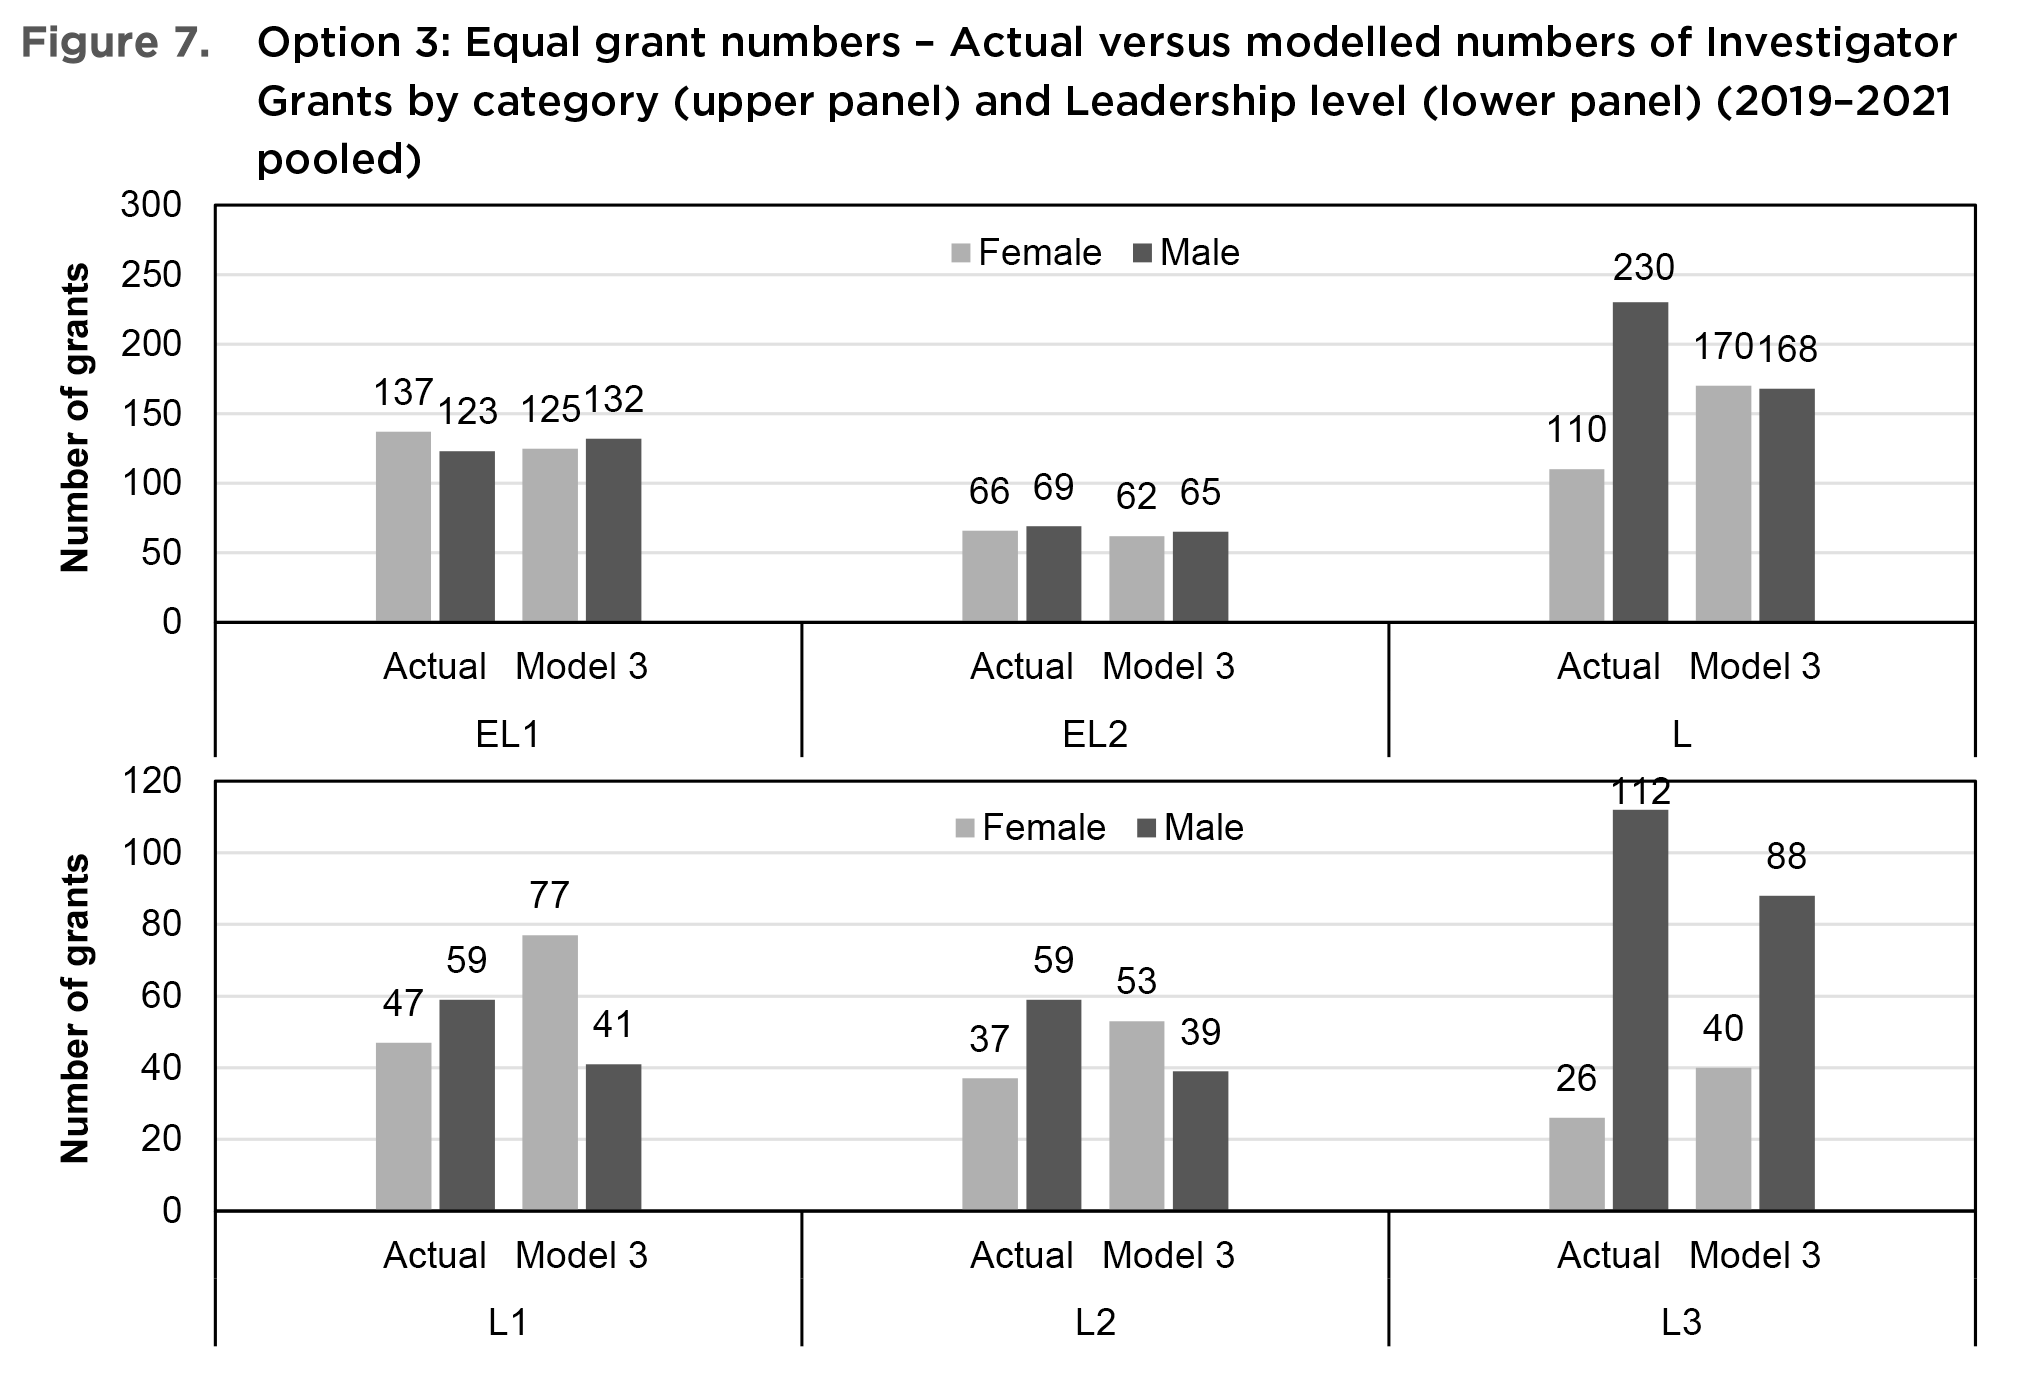 Figure 7. Option 3: Equal grant numbers – Actual versus modelled numbers of Investigator
Grants by category (upper panel) and Leadership level (lower panel) (2019–2021
pooled)
Number of grants
300
250
200
150
100
50
0
Female Male
137 123 125 132
66 69 62 65
110 230 170 168
Actual Model 3 Actual Model 3 Actual Model 3
EL1 EL2 L
Number of grants
120
100
80
60
40
20
0
Female Male
47 59 77 41
37 59 53 39
26 112 40 88
Actual Model 3 Actual Model 3 Actual Model 3
L1 L2 L3